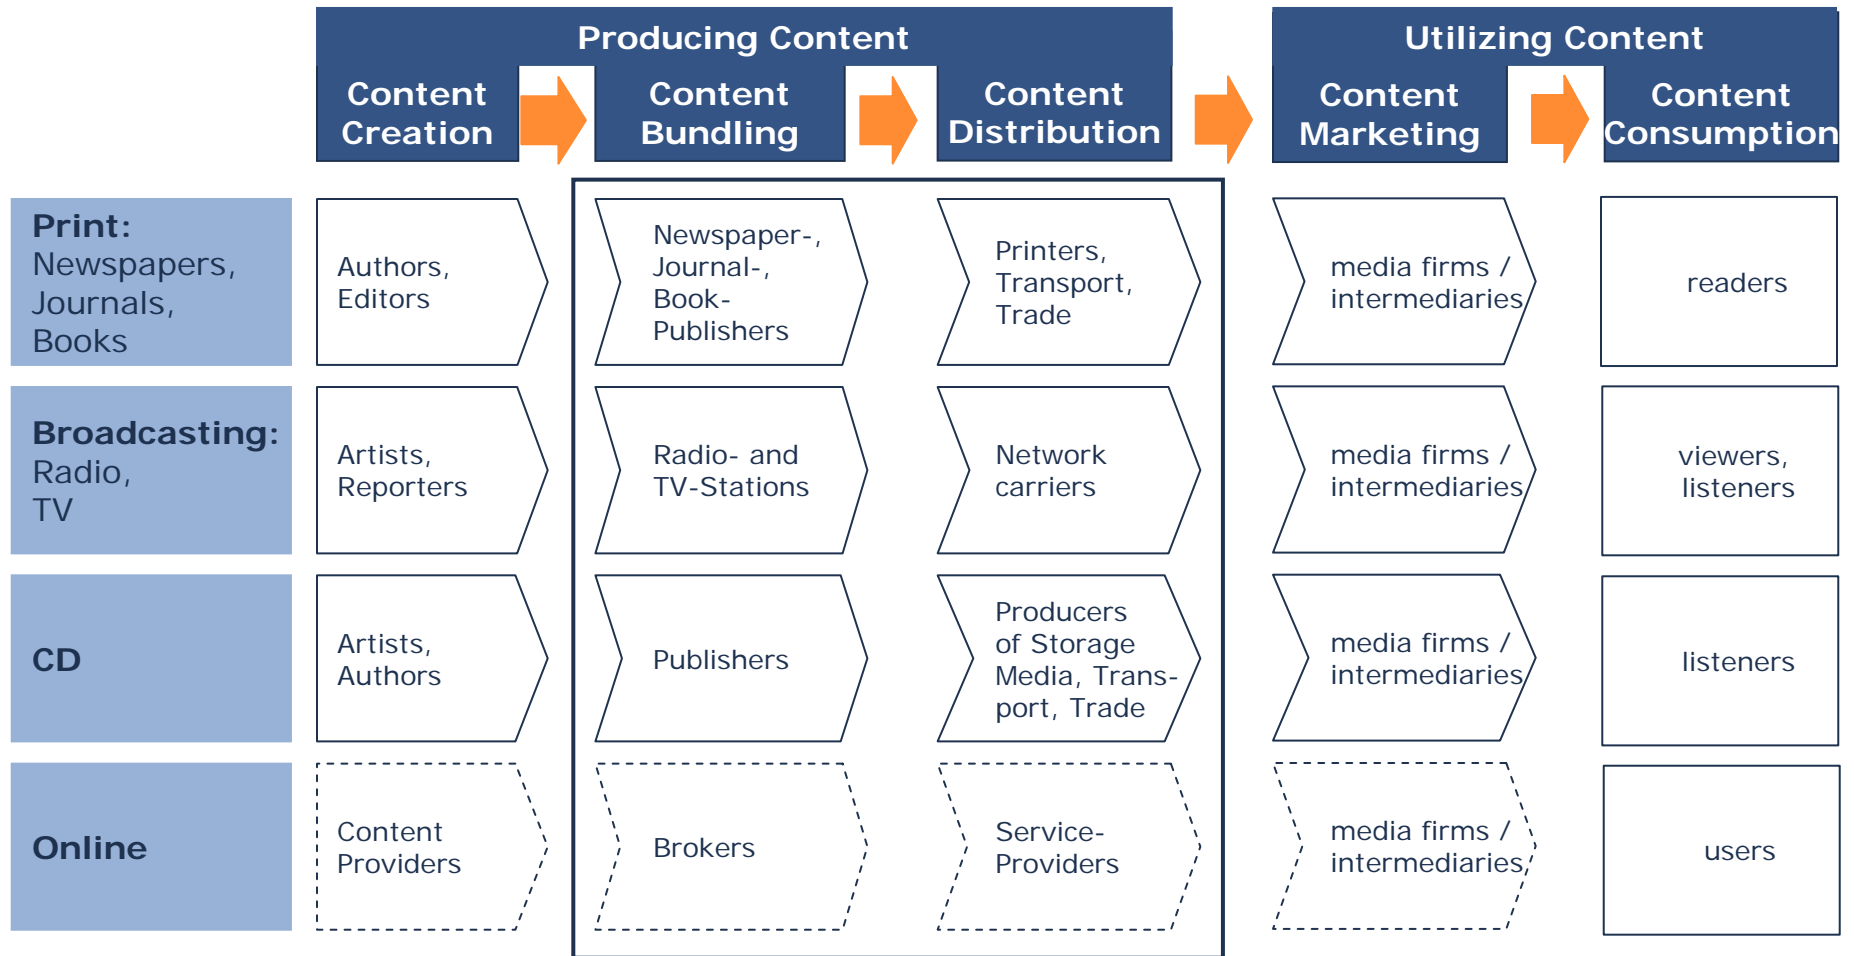 Producing Content
Utilizing Content
Content
Creation
Content
Bundling
Content
Distribution
Content
Marketing
Content
Consumption
Print:
Newspapers,
Journals,
Books
Authors,
Editors
Newspaper-,
Journal-,
Book-
Publishers
Printers,
Transport,
Trade
media firms /
intermediaries
readers
Broadcasting:
Radio,
TV
Artists,
Reporters
Radio- and
TV-Stations
Network
carriers
media firms /
intermediaries
viewers,
listeners
CD
Artists,
Authors
Publishers
Producers
of Storage
Media, Trans-
port, Trade
media firms /
intermediaries
listeners
Online
Content
Providers
Brokers
Service-
Providers
media firms /
intermediaries
users